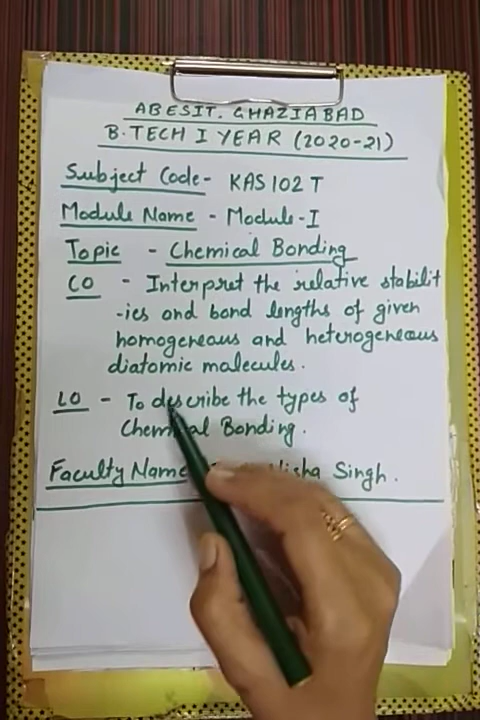 ABESIT. GHAZIABAD
B.TECH I YEAR (2020-21)
Subject Code- KAS 102 T
Module Name - Module-I
Topic - Chemical Bonding
CO - Interpret the relative stabilit
-ies and bond lengths of given
homogeneous and heterogeneous
diatomic molecules.
LO - To describe the types of
Chemical Bonding.
Faculty Name Singh.